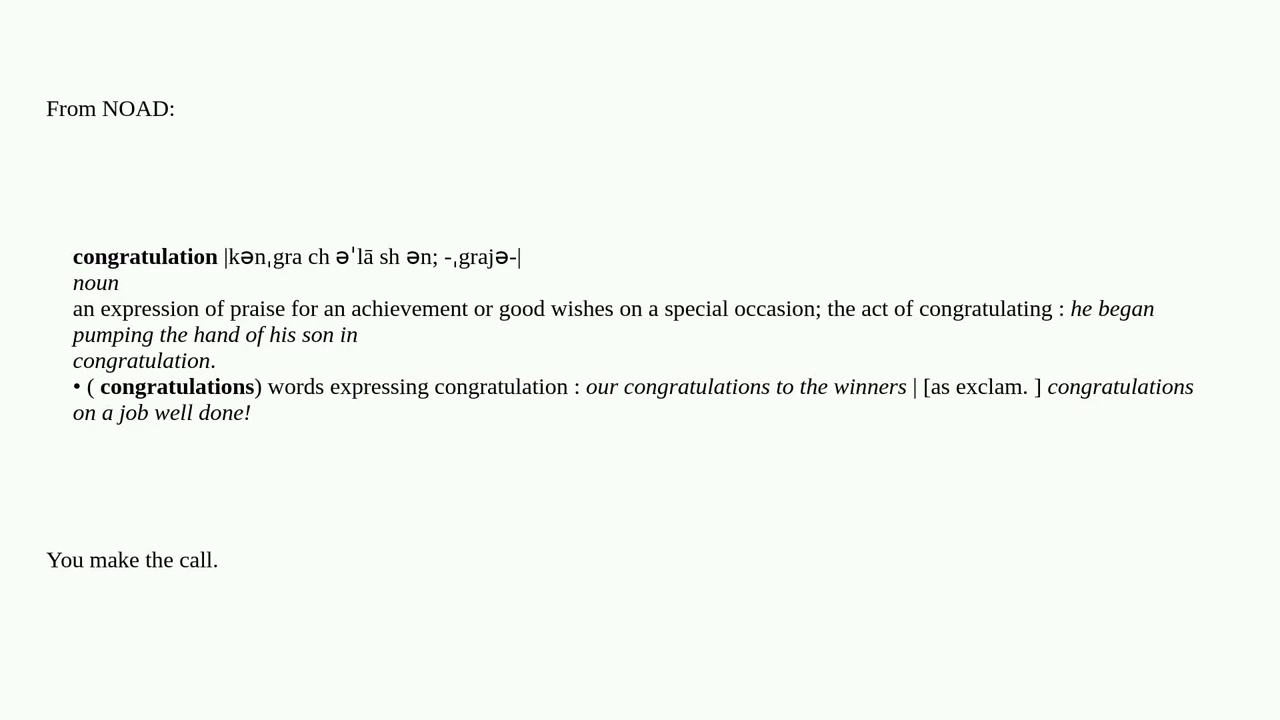 From NOAD:
congratulation |kənˌgra ch əˈlā sh ən; -ˌgrajə-|
noun
an expression of praise for an achievement or good wishes on a special occasion; the act of congratulating : he began
pumping the hand of his son in
congratulation.
• ( congratulations) words expressing congratulation : our congratulations to the winners | [as exclam. ] congratulations
on a job well done!
You make the call.